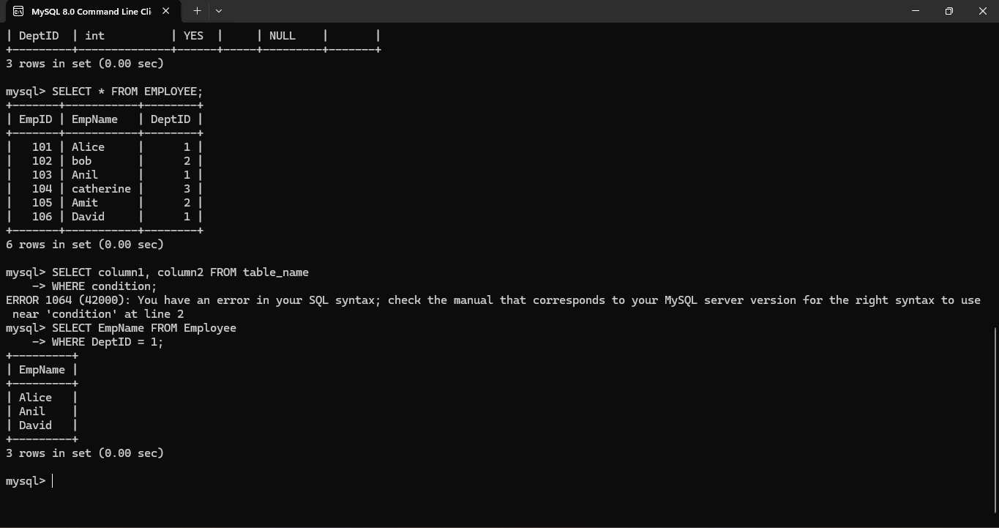 MySQL 8.0 Command Line Cli
| DeptID  | int          | YES  |     | NULL    |       |
+---------+--------------+------+-----+---------+-------+
3 rows in set (0.00 sec)
mysql> SELECT * FROM EMPLOYEE;
+-------+-----------+--------+
| EmpID | EmpName   | DeptID |
+-------+-----------+--------+
|   101 | Alice     |      1 |
|   102 | bob       |      2 |
|   103 | Anil      |      1 |
|   104 | catherine |      3 |
|   105 | Amit      |      2 |
|   106 | David     |      1 |
+-------+-----------+--------+
6 rows in set (0.00 sec)
mysql> SELECT column1, column2 FROM table_name
    -> WHERE condition;
ERROR 1064 (42000): You have an error in your SQL syntax; check the manual that corresponds to your MySQL server version for the right syntax to use
 near 'condition' at line 2
mysql> SELECT EmpName FROM Employee
    -> WHERE DeptID = 1;
+---------+
| EmpName |
+---------+
| Alice   |
| Anil    |
| David   |
+---------+
3 rows in set (0.00 sec)
mysql>